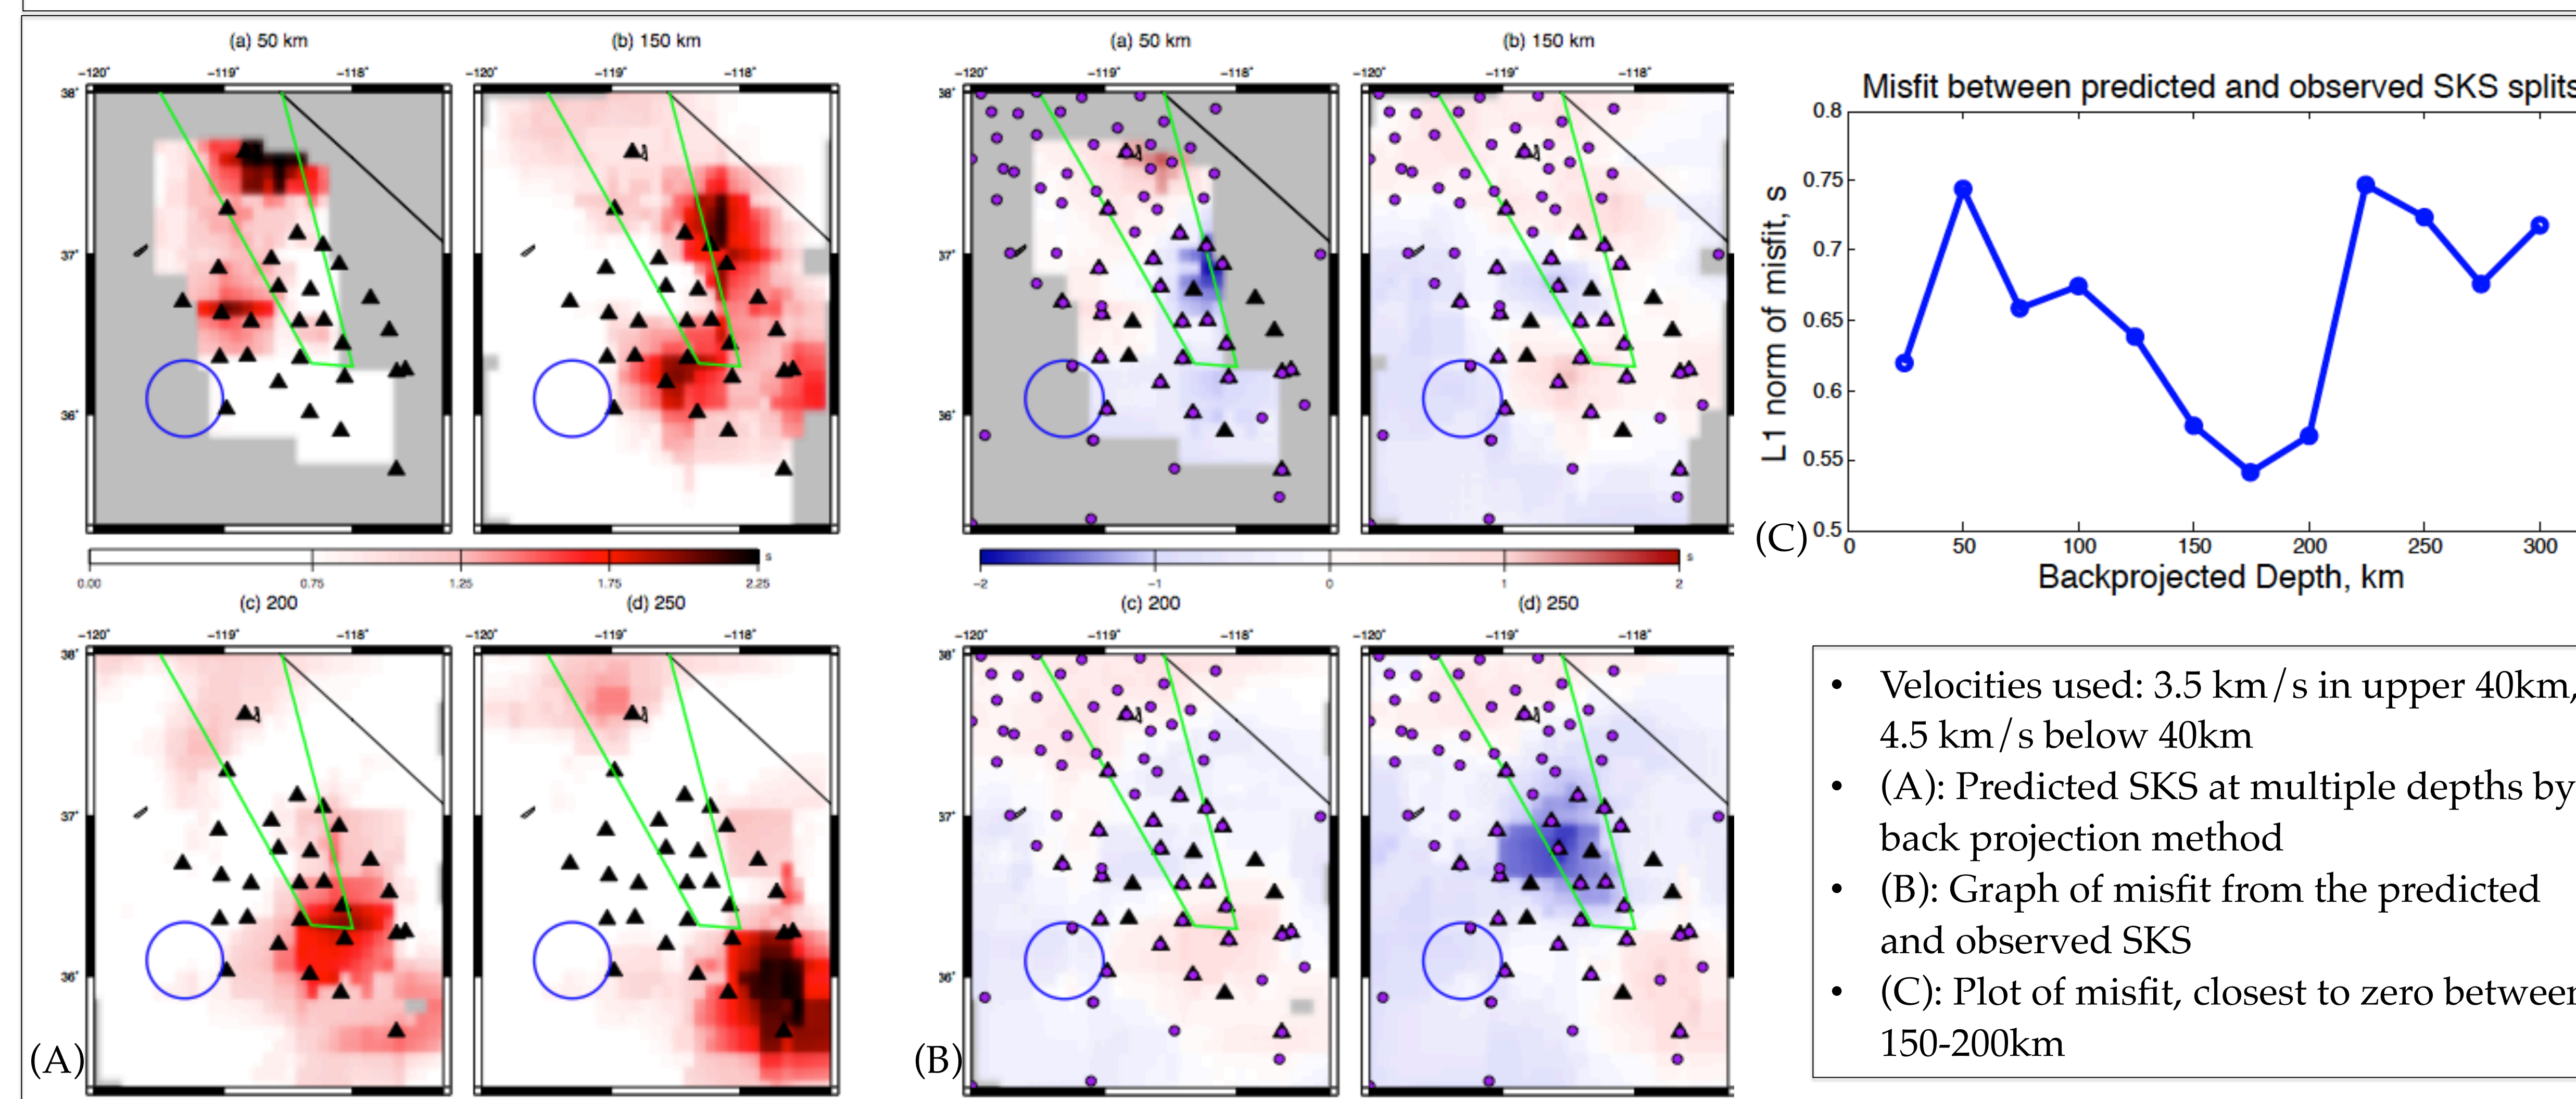 (a) 50 km
(b) 150 km
-120° -119° -118°
-120° -119° -118°
38°
37°
36°
0.00 0.75 1.25 1.75 2.25 s
(c) 200
(d) 250
-120° -119° -118°
-120° -119° -118°
38°
37°
36°
(A)
(a) 50 km
(b) 150 km
-120° -119° -118°
-120° -119° -118°
38°
37°
36°
-2 -1 0 1 2 s
(c) 200
(d) 250
-120° -119° -118°
-120° -119° -118°
38°
37°
36°
(B)
Misfit between predicted and observed SKS splits
L1 norm of misfit, s
0.8
0.75
0.7
0.65
0.6
0.55
0.5
0 50 100 150 200 250 300
Backprojected Depth, km
(C)
• Velocities used: 3.5 km/s in upper 40km,
4.5 km/s below 40km
• (A): Predicted SKS at multiple depths by
back projection method
• (B): Graph of misfit from the predicted
and observed SKS
• (C): Plot of misfit, closest to zero between
150-200km